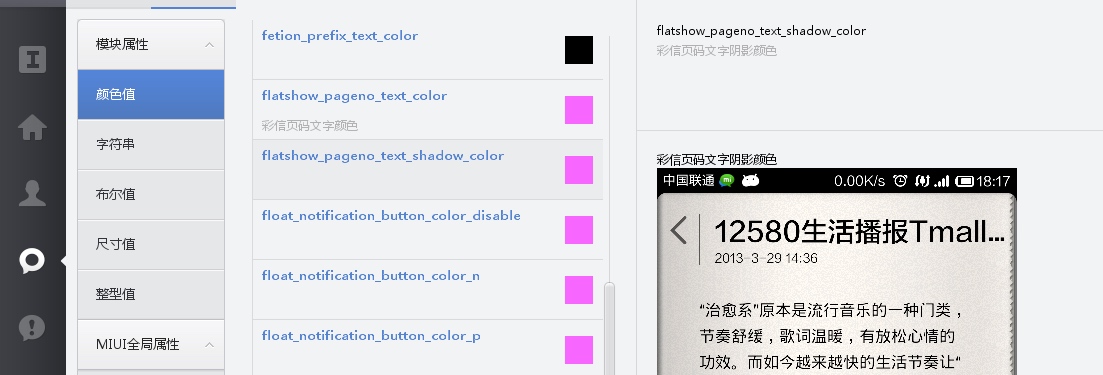 模块属性
颜色值
字符串
布尔值
尺寸值
整型值
MIUI全局属性
fetion_prefix_text_color
flatshow_pageno_text_color
彩信页码文字颜色
flatshow_pageno_text_shadow_color
float_notification_button_color_disable
float_notification_button_color_n
float_notification_button_color_p
flatshow_pageno_text_shadow_color
彩信页码文字阴影颜色
彩信页码文字阴影颜色
中国联通 mi 0.00K/s 18:17
12580生活播报Tmall...
2013-3-29 14:36
“治愈系”原本是流行音乐的一种门类，
节奏舒缓，歌词温暖，有放松心情的
功效。而如今越来越快的生活节奏让“